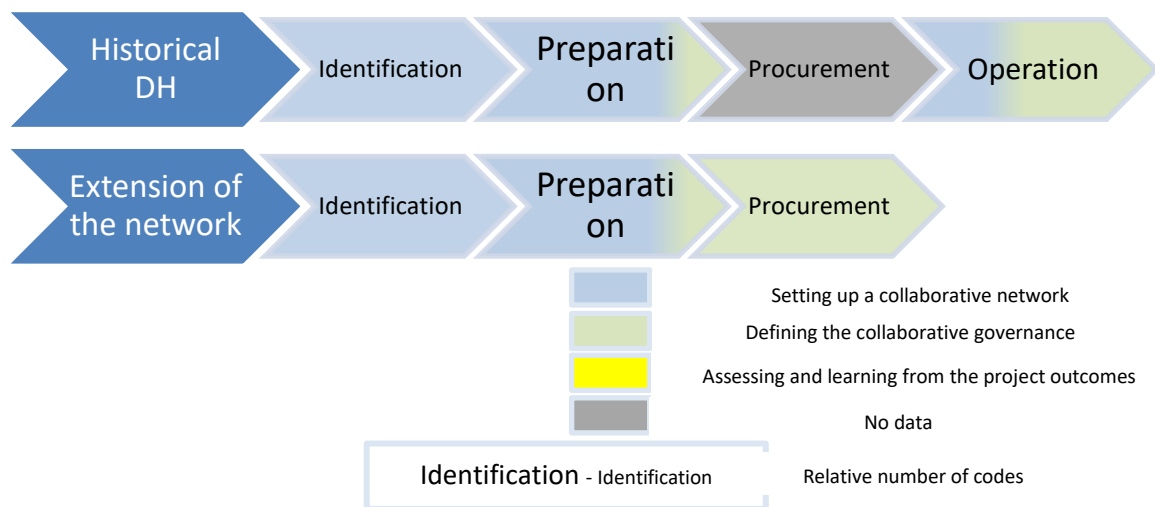 Historical
DH
Identification
Preparati
on
Procurement
Operation
Extension of
the network
Identification
Preparati
on
Procurement
Setting up a collaborative network
Defining the collaborative governance
Assessing and learning from the project outcomes
No data
Identification - Identification
Relative number of codes